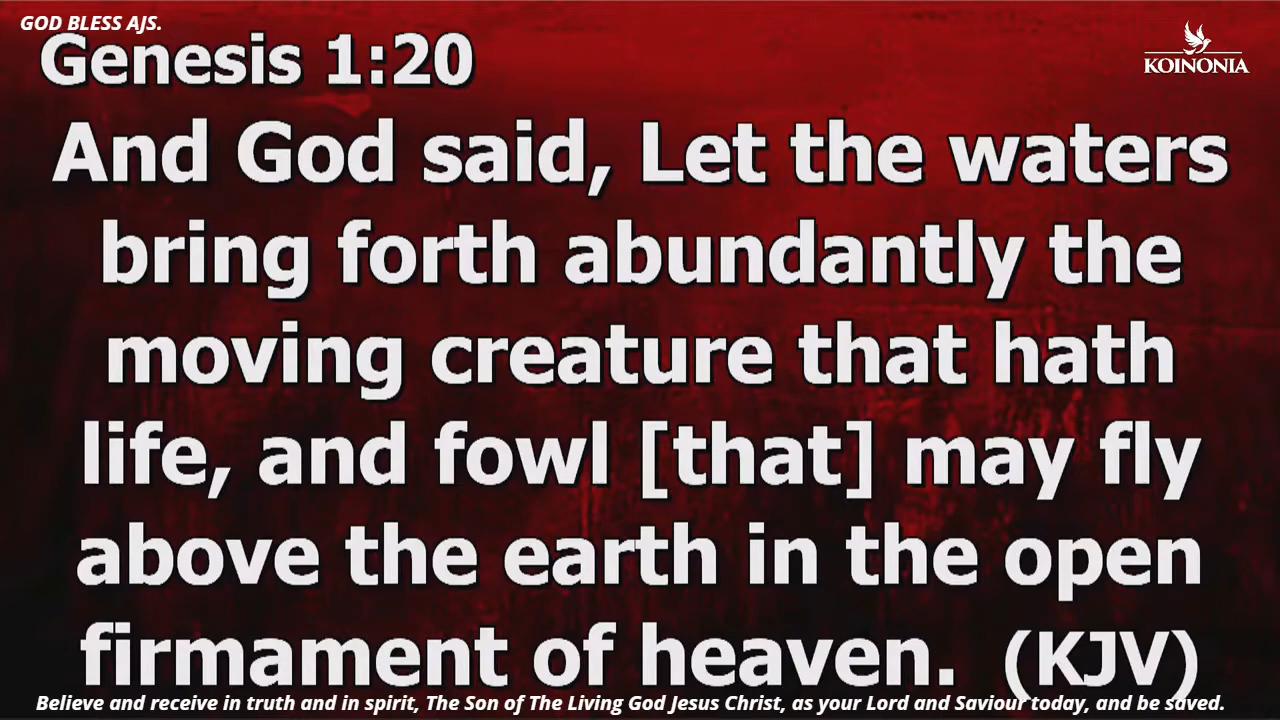 GOD BLESS AJS.
Genesis 1:20
KOINONIA
And God said, Let the waters
bring forth abundantly the
moving creature that hath
life, and fowl [that] may fly
above the earth in the open
firmament of heaven. (KJV)
Believe and receive in truth and in spirit, The Son of The Living God Jesus Christ, as your Lord and Saviour today, and be saved.